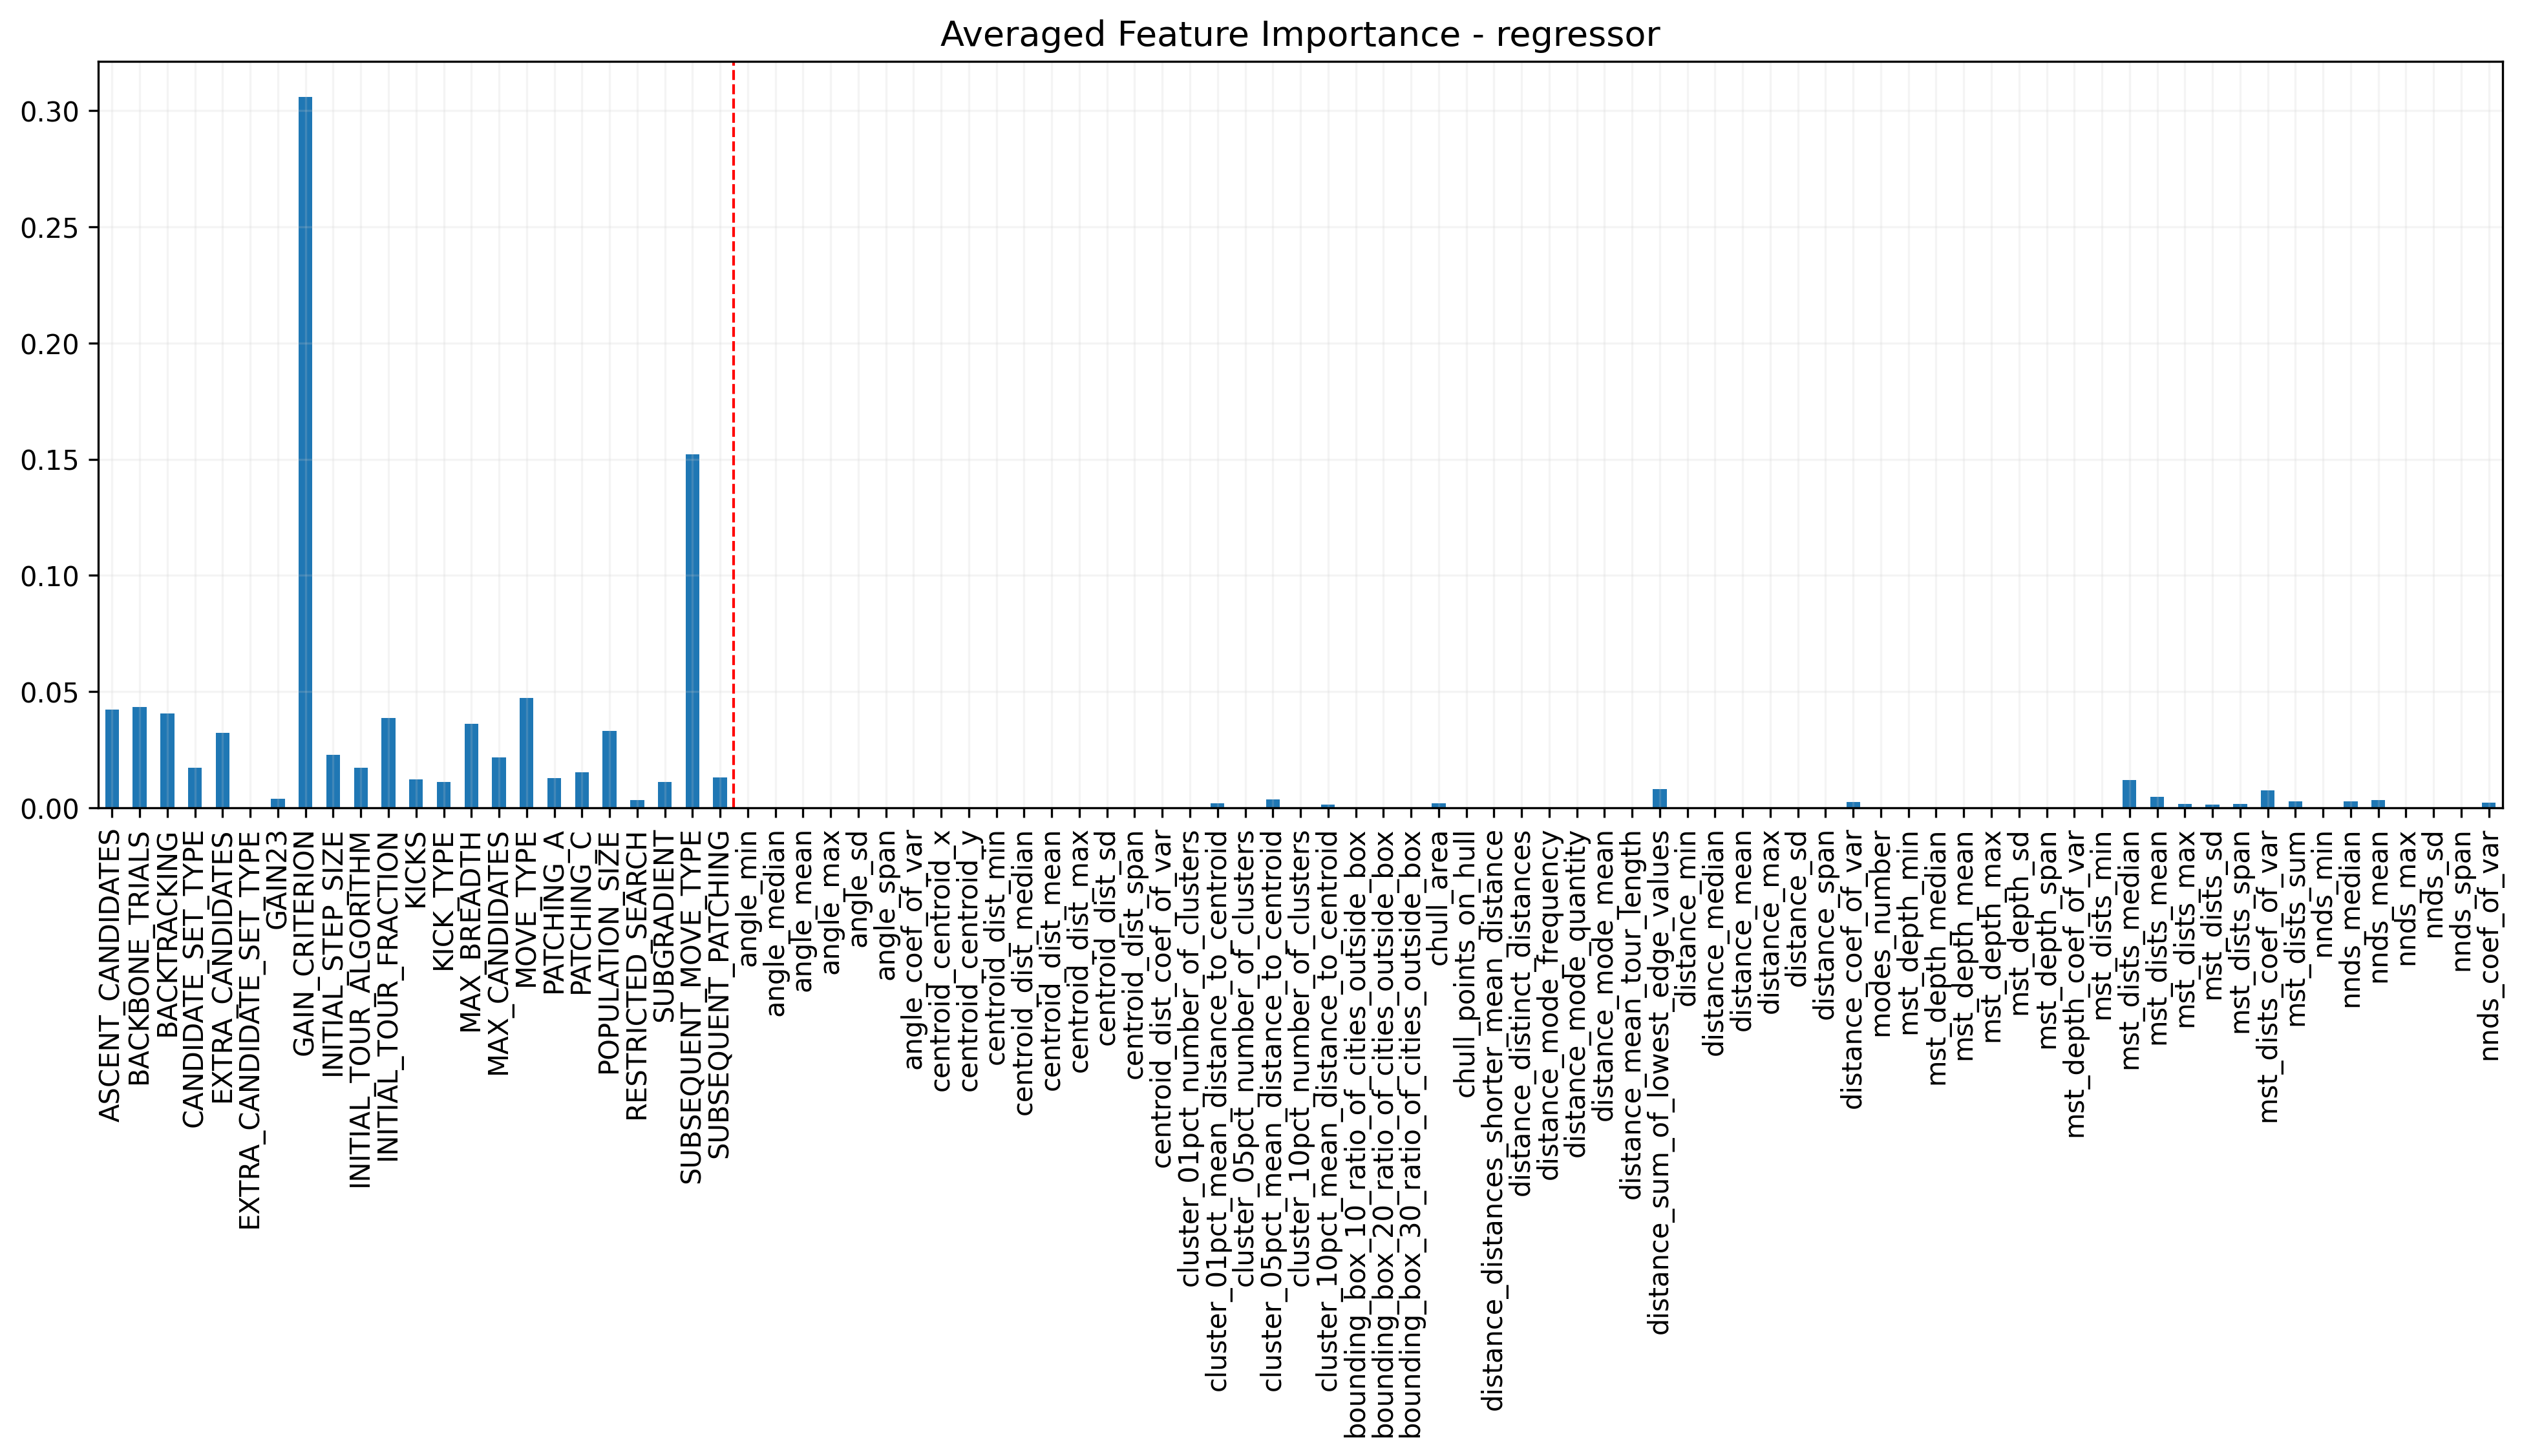 Averaged Feature Importance - regressor
0.30
0.25
0.20
0.15
0.10
0.05
0.00
ASCENT_CANDIDATES
BACKBONE_TRIALS
BACKTRACKING
CANDIDATE_SET_TYPE
EXTRA_CANDIDATES
EXTRA_CANDIDATE_SET_TYPE
GAIN23
GAIN_CRITERION
INITIAL_STEP_SIZE
INITIAL_TOUR_ALGORITHM
INITIAL_TOUR_FRACTION
KICKS
KICK_TYPE
MAX_BREADTH
MAX_CANDIDATES
MOVE_TYPE
PATCHING_A
PATCHING_C
POPULATION_SIZE
RESTRICTED_SEARCH
SUBGRADIENT
SUBSEQUENT_MOVE_TYPE
SUBSEQUENT_PATCHING
angle_min
angle_median
angle_mean
angle_max
angle_sd
angle_span
angle_coef_of_var
centroid_centroid_x
centroid_centroid_y
centroid_dist_min
centroid_dist_median
centroid_dist_mean
centroid_dist_max
centroid_dist_sd
centroid_dist_span
centroid_dist_coef_of_var
cluster_01pct_number_of_clusters
cluster_01pct_mean_distance_to_centroid
cluster_05pct_number_of_clusters
cluster_05pct_mean_distance_to_centroid
cluster_10pct_number_of_clusters
cluster_10pct_mean_distance_to_centroid
bounding_box_10_ratio_of_cities_outside_box
bounding_box_20_ratio_of_cities_outside_box
bounding_box_30_ratio_of_cities_outside_box
chull_area
chull_points_on_hull
distance_distances_shorter_mean_distance
distance_distinct_distances
distance_mode_frequency
distance_mode_quantity
distance_mode_mean
distance_mean_tour_length
distance_sum_of_lowest_edge_values
distance_min
distance_median
distance_mean
distance_max
distance_sd
distance_span
distance_coef_of_var
modes_number
mst_depth_min
mst_depth_median
mst_depth_mean
mst_depth_max
mst_depth_sd
mst_depth_span
mst_depth_coef_of_var
mst_dists_min
mst_dists_median
mst_dists_mean
mst_dists_max
mst_dists_sd
mst_dists_span
mst_dists_coef_of_var
mst_dists_sum
nnds_min
nnds_median
nnds_mean
nnds_max
nnds_sd
nnds_span
nnds_coef_of_var